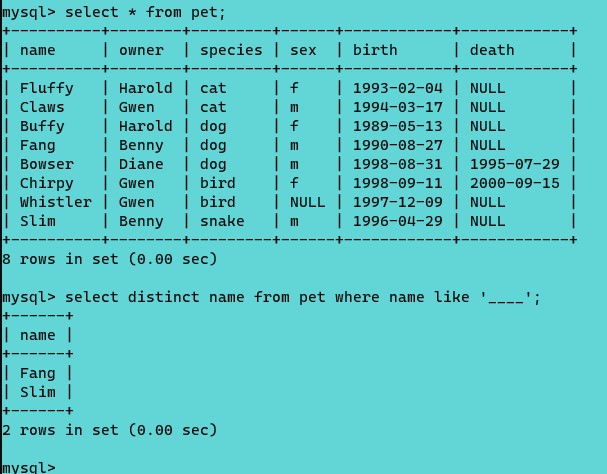 mysql> select * from pet;
+----------+--------+---------+------+------------+------------+
| name     | owner  | species | sex  | birth      | death      |
+----------+--------+---------+------+------------+------------+
| Fluffy   | Harold | cat     | f    | 1993-02-04 | NULL       |
| Claws    | Gwen   | cat     | m    | 1994-03-17 | NULL       |
| Buffy    | Harold | dog     | f    | 1989-05-13 | NULL       |
| Fang     | Benny  | dog     | m    | 1990-08-27 | NULL       |
| Bowser   | Diane  | dog     | m    | 1998-08-31 | 1995-07-29 |
| Chirpy   | Gwen   | bird    | f    | 1998-09-11 | 2000-09-15 |
| Whistler | Gwen   | bird    | NULL | 1997-12-09 | NULL       |
| Slim     | Benny  | snake   | m    | 1996-04-29 | NULL       |
+----------+--------+---------+------+------------+------------+
8 rows in set (0.00 sec)
mysql> select distinct name from pet where name like '____';
+------+
| name |
+------+
| Fang |
| Slim |
+------+
2 rows in set (0.00 sec)
mysql>